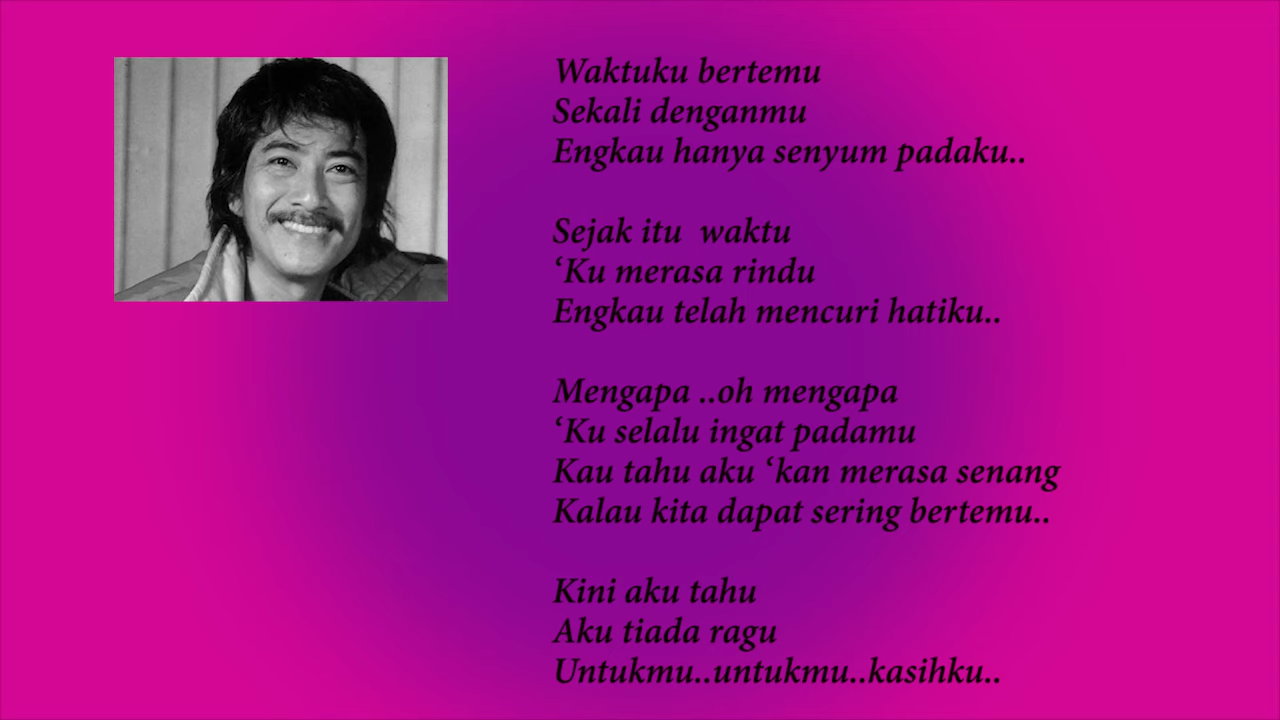 Waktuku bertemu
Sekali denganmu
Engkau hanya senyum padaku..
Sejak itu  waktu
‘Ku merasa rindu
Engkau telah mencuri hatiku..
Mengapa ..oh mengapa
‘Ku selalu ingat padamu
Kau tahu aku ‘kan merasa senang
Kalau kita dapat sering bertemu..
Kini aku tahu
Aku tiada ragu
Untukmu..untukmu..kasihku..